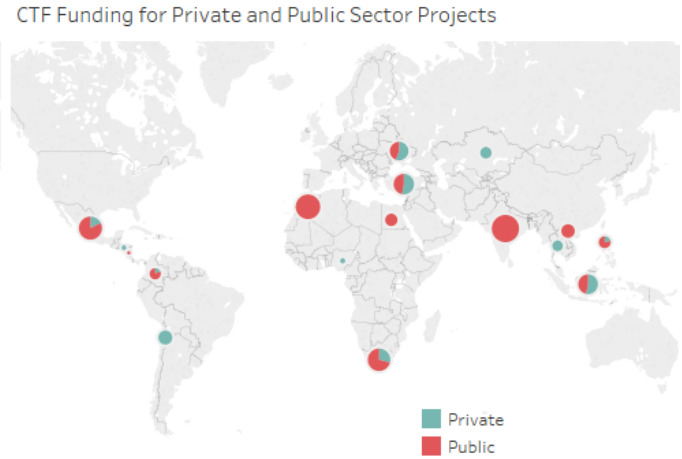 CTF Funding for Private and Public Sector Projects
Private
Public